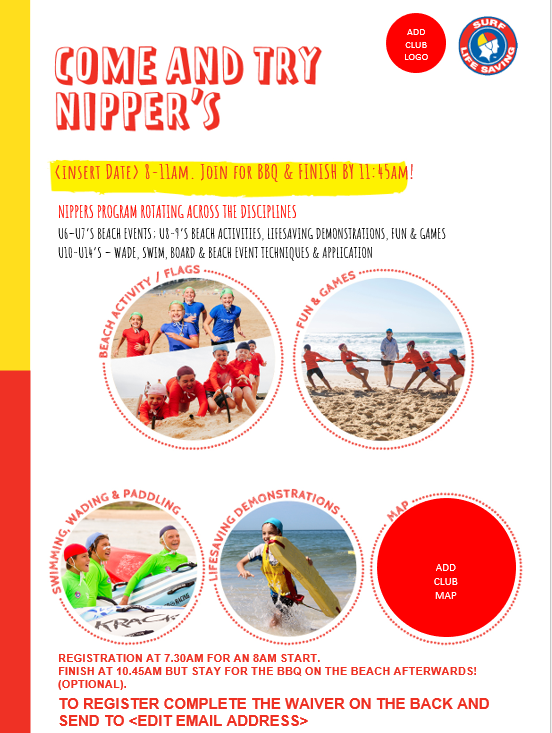 COME AND TRY
NIPPER'S
ADD
CLUB
LOGO
SURF
LIFE SAVING
<INSERT DATE> 8-11AM. JOIN FOR BBQ & FINISH BY 11:45AM!
NIPPERS PROGRAM ROTATING ACROSS THE DISCIPLINES
U6-U7'S BEACH EVENTS; U8-9'S BEACH ACTIVITIES, LIFESAVING DEMONSTRATIONS, FUN & GAMES
U10-U14'S – WADE, SWIM, BOARD & BEACH EVENT TECHNIQUES & APPLICATION
BEACH ACTIVITY / FLAGS
FUN & GAMES
SWIMMING, WADING & PADDLING
KRACK
RACING
LIFESAVING DEMONSTRATIONS
MAP
ADD
CLUB
MAP
REGISTRATION AT 7.30AM FOR AN 8AM START.
FINISH AT 10.45AM BUT STAY FOR THE BBQ ON THE BEACH AFTERWARDS!
(OPTIONAL).
TO REGISTER COMPLETE THE WAIVER ON THE BACK AND
SEND TO <EDIT EMAIL ADDRESS>